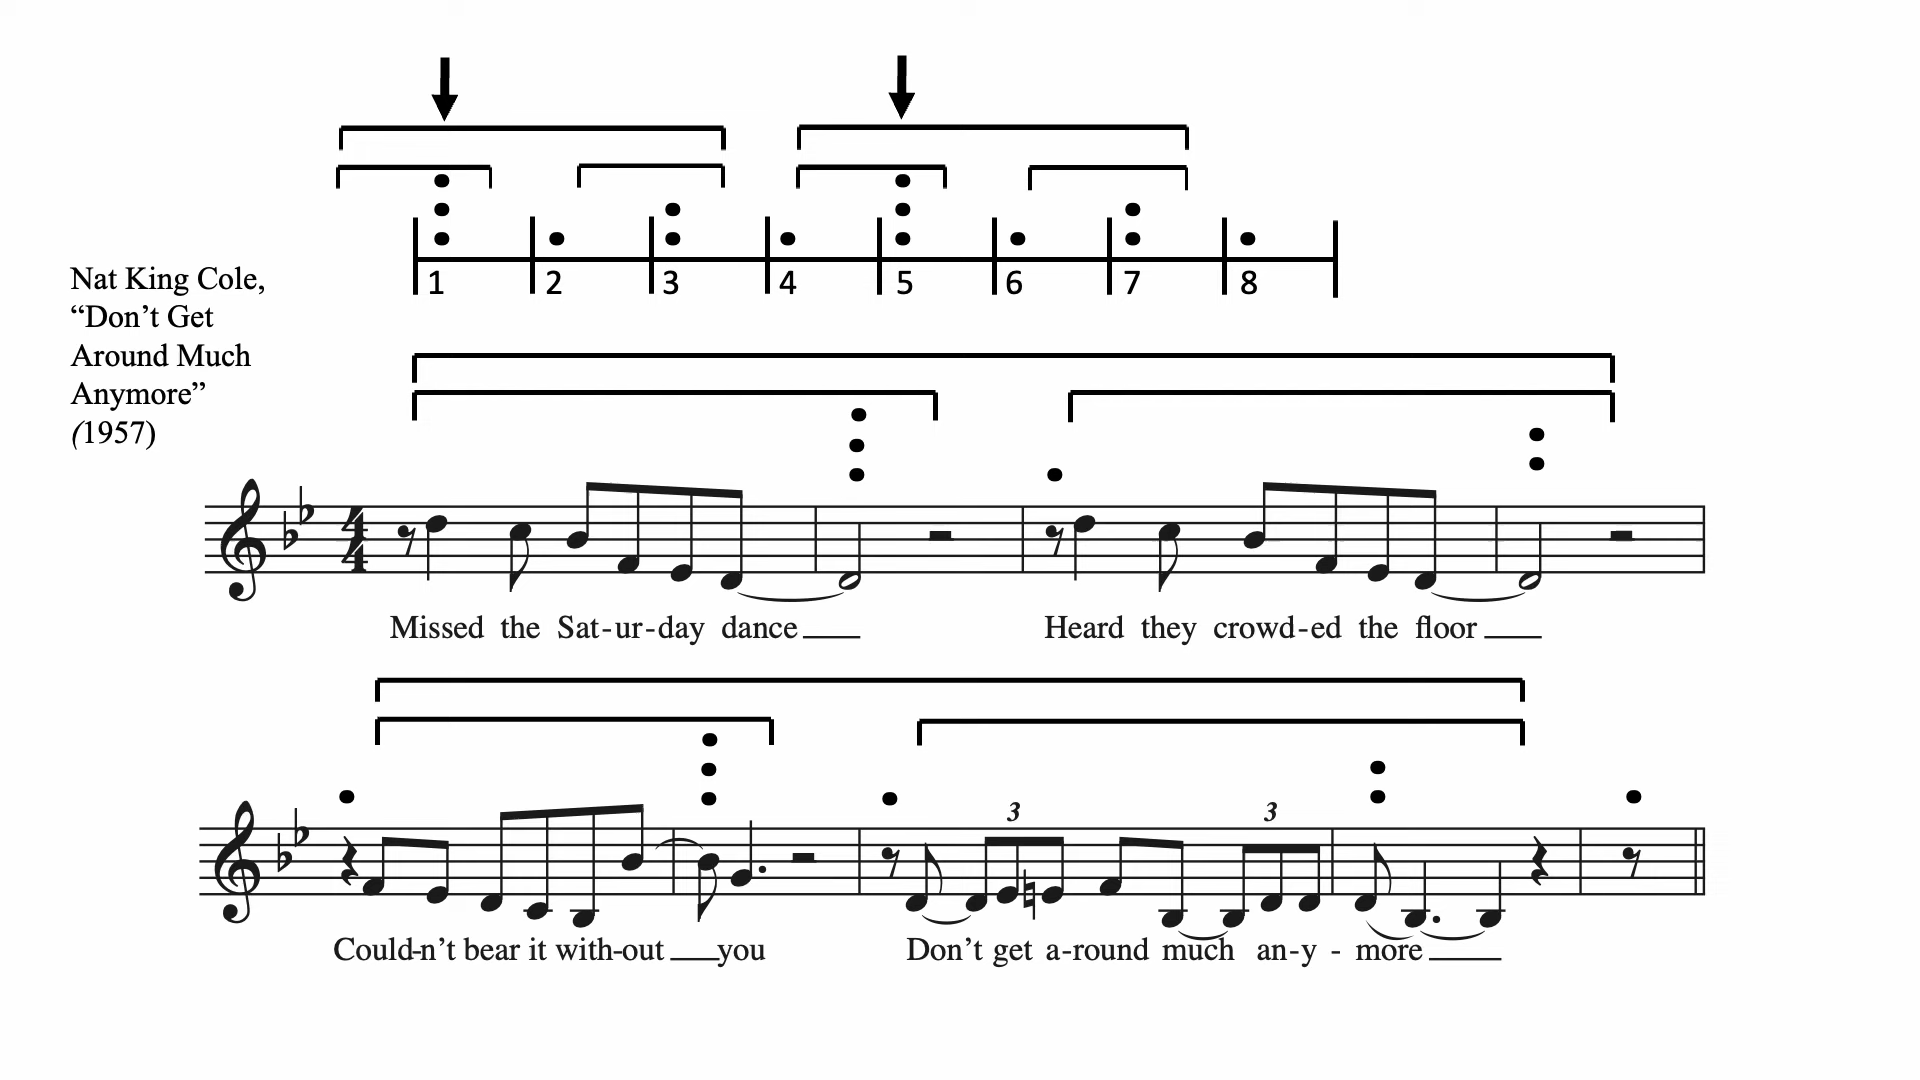 1 2 3 4 5 6 7 8
Nat King Cole,
“Don’t Get
Around Much
Anymore”
(1957)
4
4
Missed the Sat-ur-day dance
Heard they crowd-ed the floor
3 3
Could-n’t bear it with-out you
Don’t get a-round much an-y - more